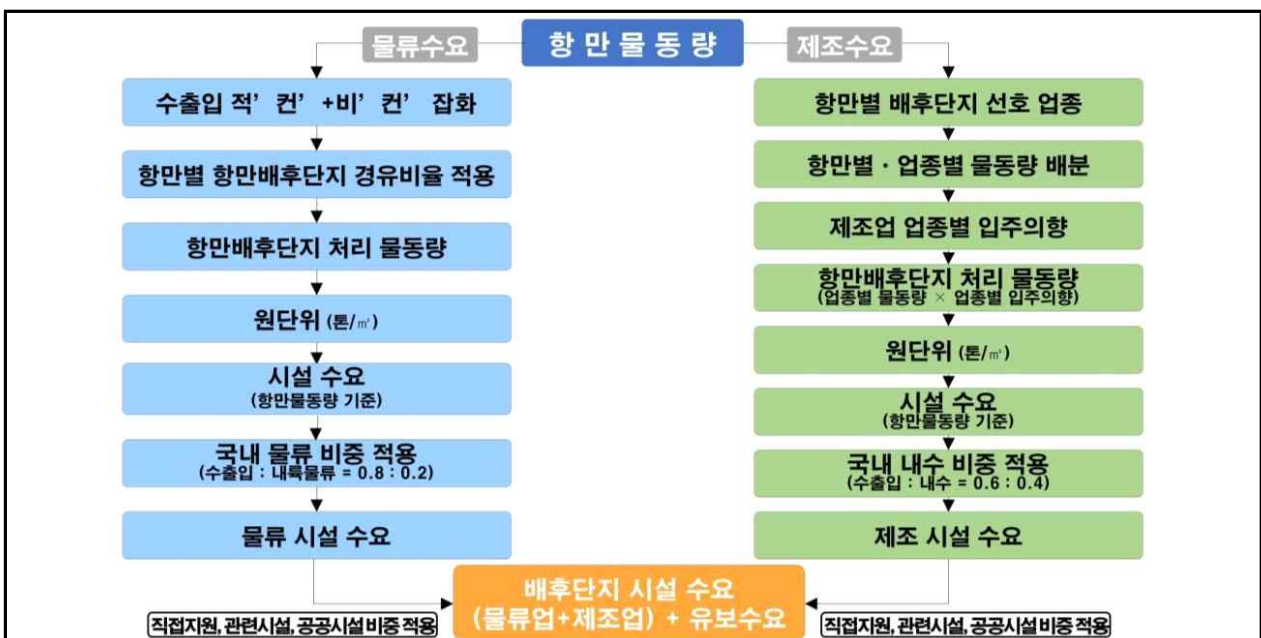 항만물동량
물류수요
제조수요
수출입 적’컨’+비’컨’ 잡화
항만별 항만배후단지 경유비율 적용
항만배후단지 처리 물동량
원단위 (톤/㎡)
시설 수요
(항만물동량 기준)
국내 물류 비중 적용
(수출입 : 내륙물류 = 0.8 : 0.2)
물류 시설 수요
항만별 배후단지 선호 업종
항만별·업종별 물동량 배분
제조업 업종별 입주의향
항만배후단지 처리 물동량
(업종별 물동량 × 업종별 입주의향)
원단위 (톤/㎡)
시설 수요
(항만물동량 기준)
국내 내수 비중 적용
(수출입 : 내수 = 0.6 : 0.4)
제조 시설 수요
배후단지 시설 수요
(물류업+제조업) + 유보수요
직접지원, 관련시설, 공공시설 비중 적용
직접지원, 관련시설, 공공시설 비중 적용